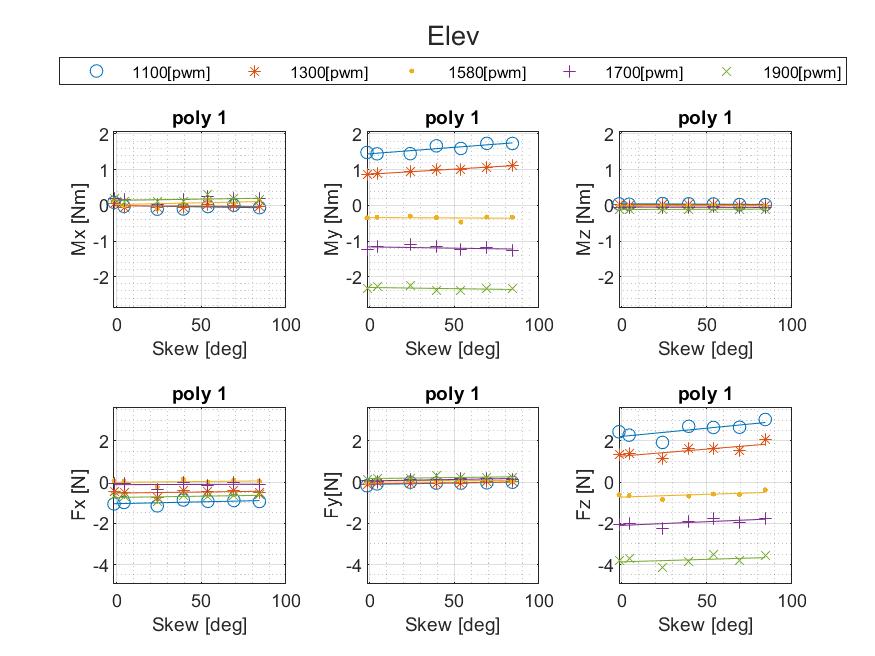 Elev
1100[pwm] 1300[pwm] 1580[pwm] 1700[pwm] 1900[pwm]
poly 1 poly 1 poly 1
Mx [Nm] 2 1 0 -1 -2
My [Nm] 2 1 0 -1 -2
Mz [Nm] 2 1 0 -1 -2
0 50 100 0 50 100 0 50 100
Skew [deg] Skew [deg] Skew [deg]
poly 1 poly 1 poly 1
Fx [N] 2 0 -2 -4
Fy[N] 2 0 -2 -4
Fz [N] 2 0 -2 -4
0 50 100 0 50 100 0 50 100
Skew [deg] Skew [deg] Skew [deg]